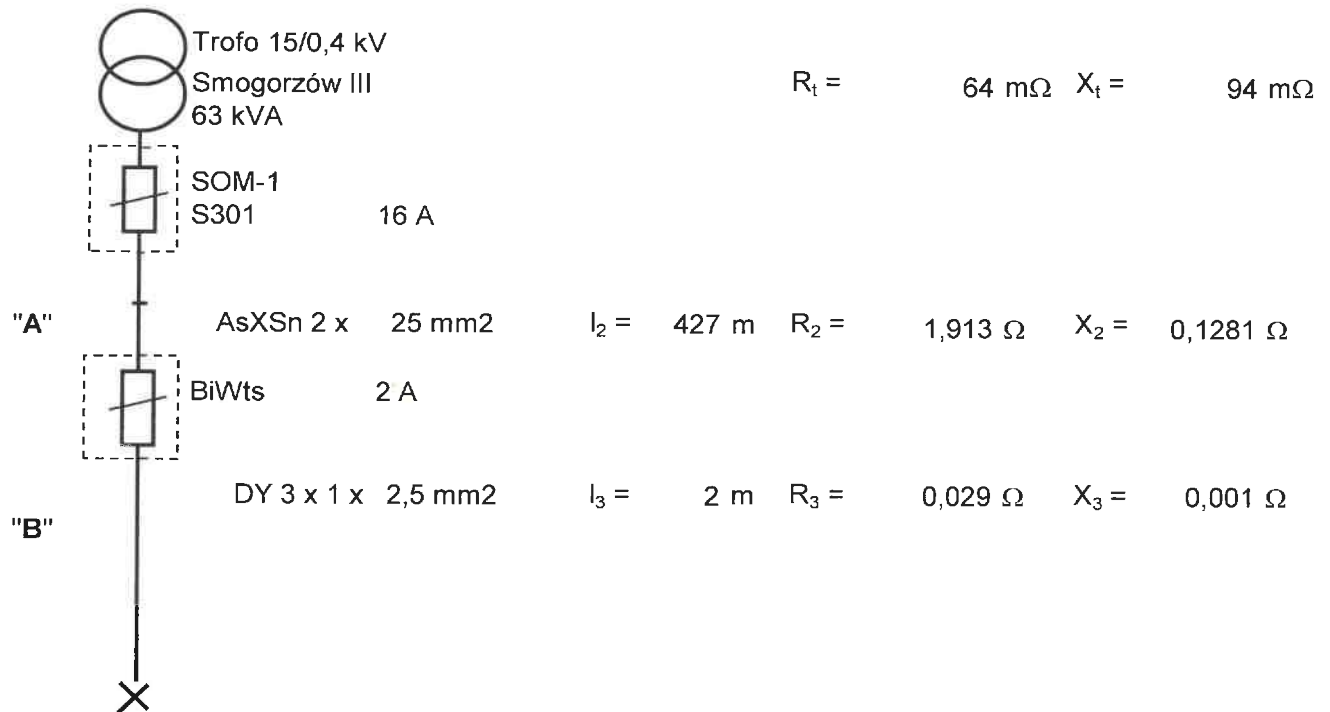 Trofo 15/0,4 kV
Smogorzów III Rt = 64 mΩ Xt = 94 mΩ
63 kVA
SOM-1
S301 16 A
"A" AsXSn 2 x 25 mm2 l2 = 427 m R2 = 1,913 Ω X2 = 0,1281 Ω
BiWts 2 A
DY 3 x 1 x 2,5 mm2 l3 = 2 m R3 = 0,029 Ω X3 = 0,001 Ω
"B"